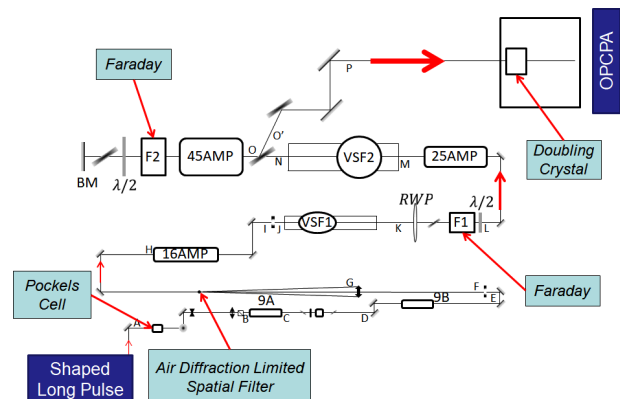 P
OPCPA
Faraday
Doubling
Crystal
O'
O
N
M
VSF2
25AMP
45AMP
F2
BM
λ/2
RWP
λ/2
I
J
VSF1
K
F1
L
H
16AMP
Faraday
G
F
E
9A
9B
Pockels
Cell
A
B
C
D
Shaped
Long Pulse
Air Diffraction Limited
Spatial Filter